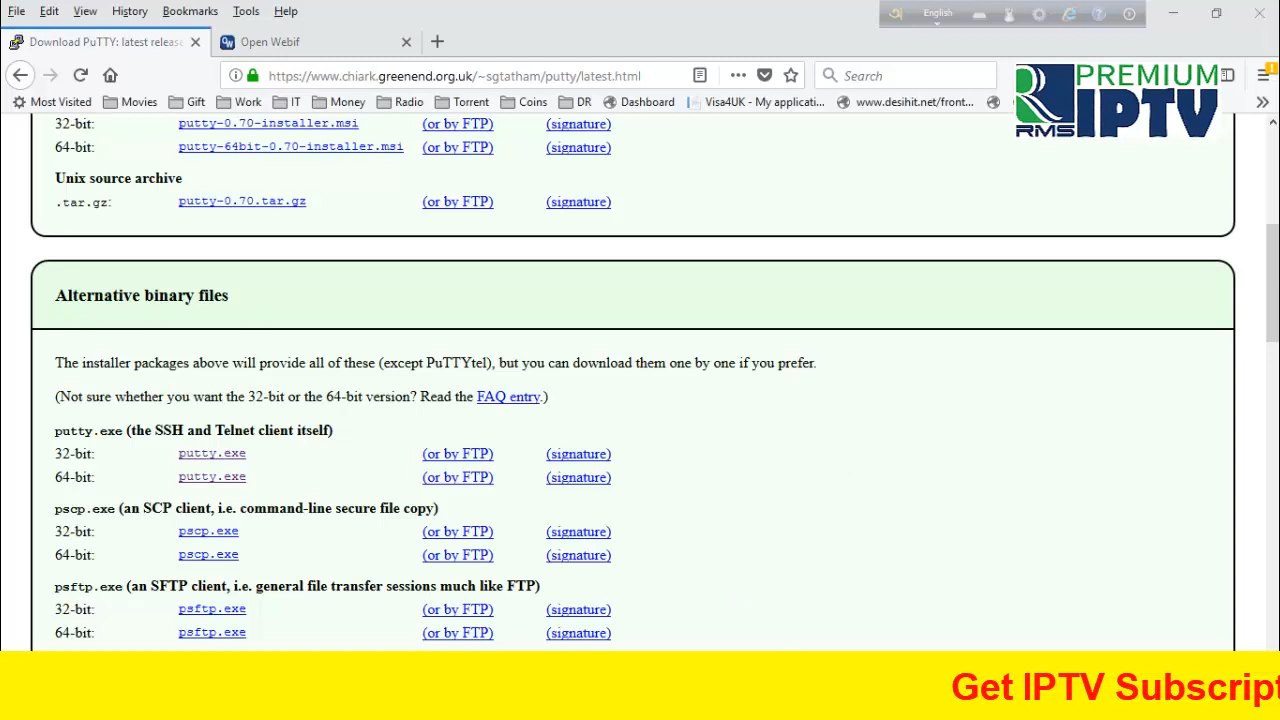 File Edit View History Bookmarks Tools Help
English
Download PuTTY: latest release
Open Webif
https://www.chiark.greenend.org.uk/~sgtatham/putty/latest.html
Search
Most Visited Movies Gift Work IT Money Radio Torrent Coins DR Dashboard Visa4UK - My applicati... www.desihit.net/front...
PREMIUM
RMS IPTV
32-bit: putty-0.70-installer.msi (or by FTP) (signature)
64-bit: putty-64bit-0.70-installer.msi (or by FTP) (signature)
Unix source archive
.tar.gz: putty-0.70.tar.gz (or by FTP) (signature)
Alternative binary files
The installer packages above will provide all of these (except PuTTYtel), but you can download them one by one if you prefer.
(Not sure whether you want the 32-bit or the 64-bit version? Read the FAQ entry.)
putty.exe (the SSH and Telnet client itself)
32-bit: putty.exe (or by FTP) (signature)
64-bit: putty.exe (or by FTP) (signature)
pscp.exe (an SCP client, i.e. command-line secure file copy)
32-bit: pscp.exe (or by FTP) (signature)
64-bit: pscp.exe (or by FTP) (signature)
psftp.exe (an SFTP client, i.e. general file transfer sessions much like FTP)
32-bit: psftp.exe (or by FTP) (signature)
64-bit: psftp.exe (or by FTP) (signature)
Get IPTV Subscript